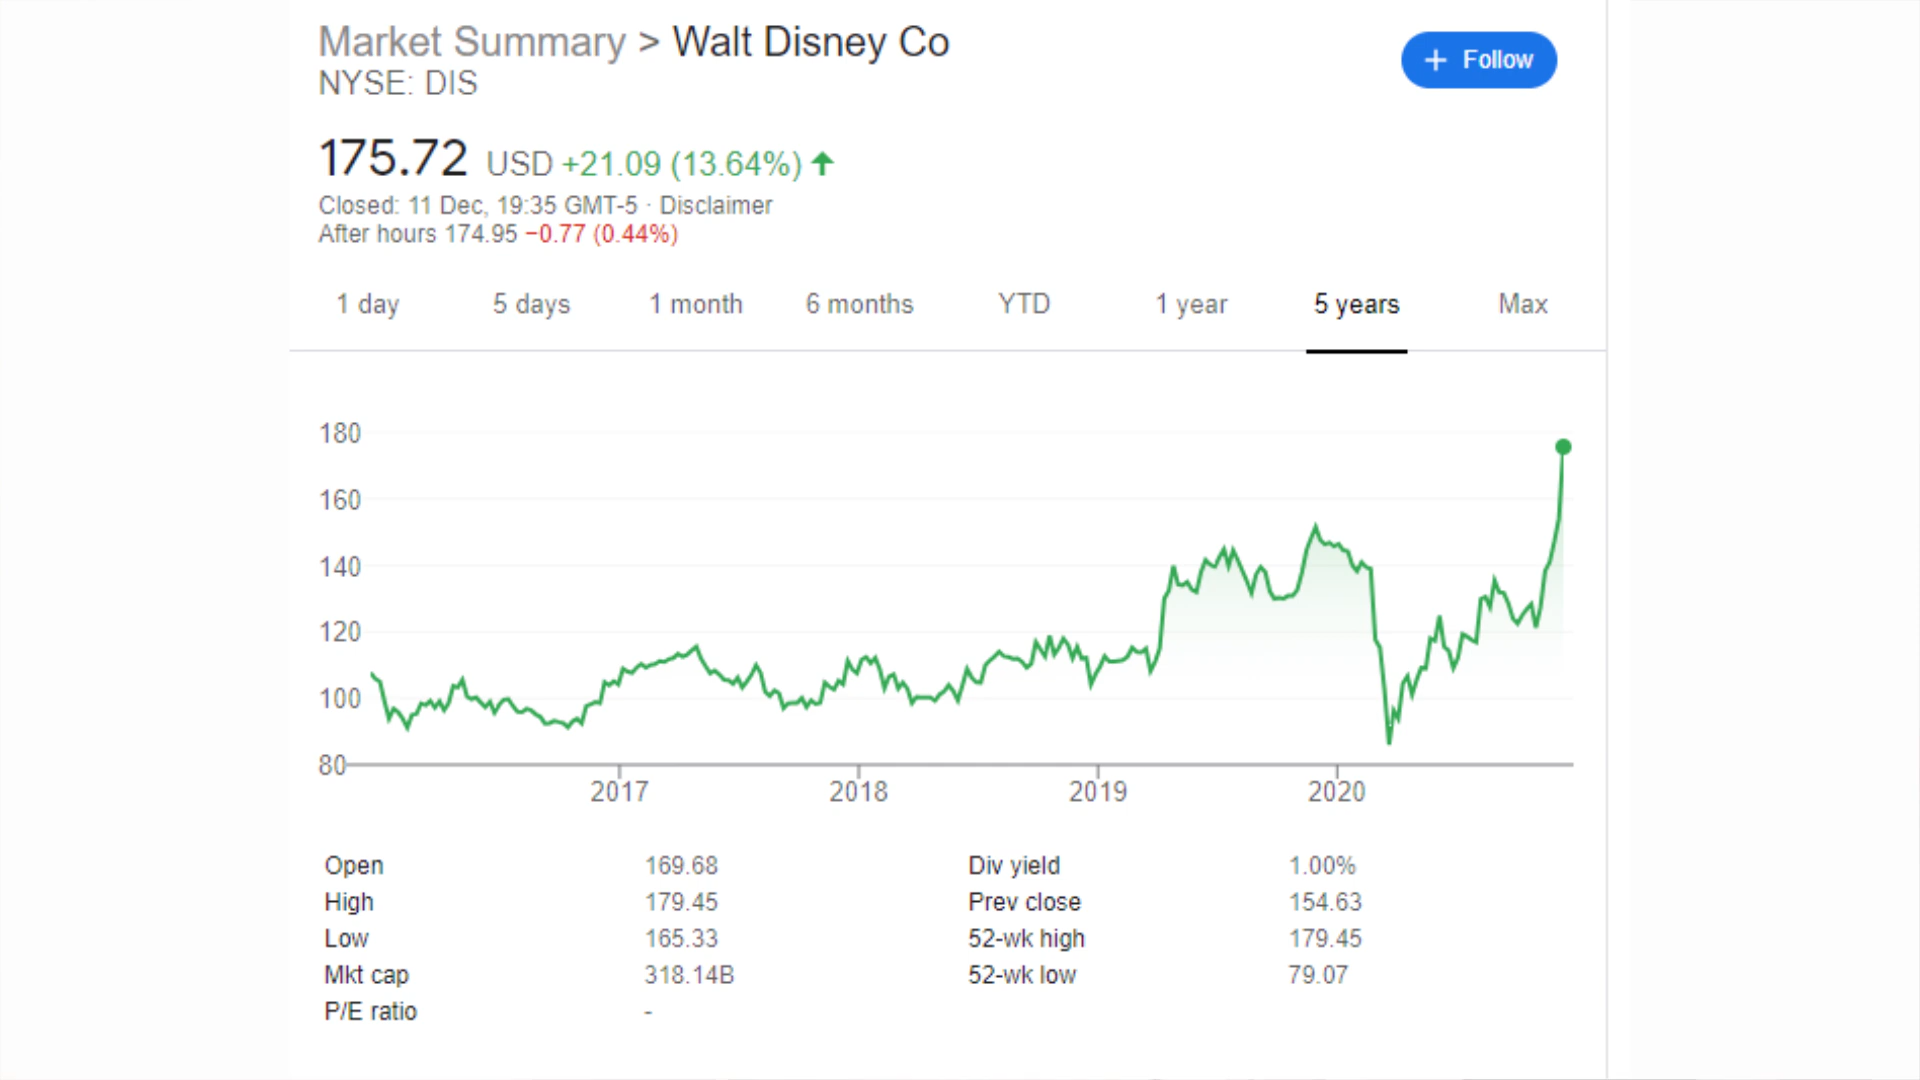 Market Summary > Walt Disney Co
NYSE: DIS
+ Follow
175.72 USD +21.09 (13.64%)
Closed: 11 Dec, 19:35 GMT-5 · Disclaimer
After hours 174.95 −0.77 (0.44%)
1 day 5 days 1 month 6 months YTD 1 year 5 years Max
180
160
140
120
100
80
2017 2018 2019 2020
Open 169.68 Div yield 1.00%
High 179.45 Prev close 154.63
Low 165.33 52-wk high 179.45
Mkt cap 318.14B 52-wk low 79.07
P/E ratio -